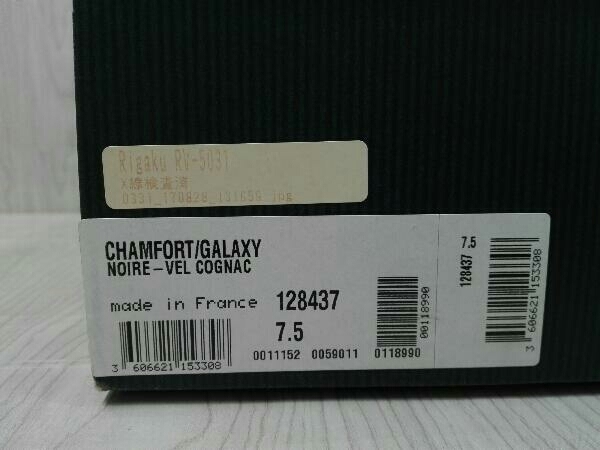 Rigaku RV-5031
X線検査済
0331_170828_131659.jpg
CHAMFORT/GALAXY
NOIRE-VEL COGNAC
made in France 128437
7.5
3 606621 153308
0011152 0059011 0118990
00118990
7.5
128437
3 606621 153308